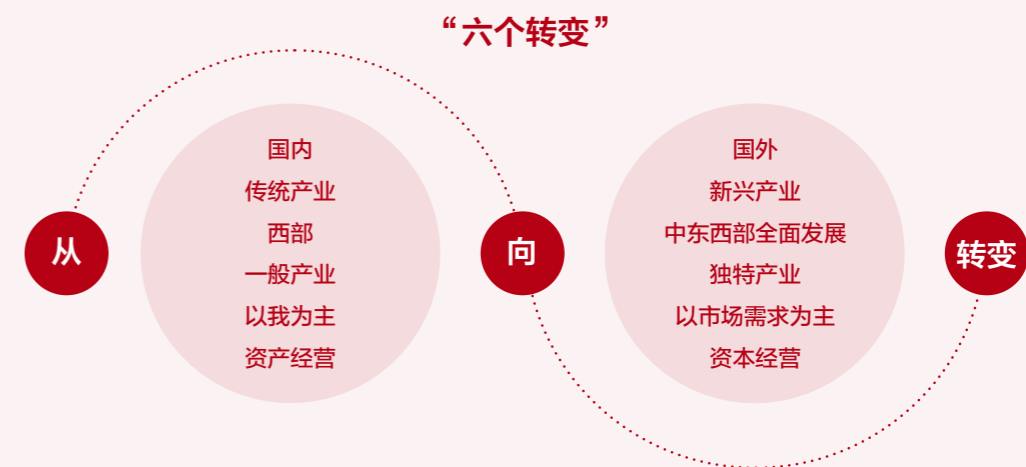 “六个转变”
从
国内
传统产业
西部
一般产业
以我为主
资产经营
向
国外
新兴产业
中东西部全面发展
独特产业
以市场需求为主
资本经营
转变